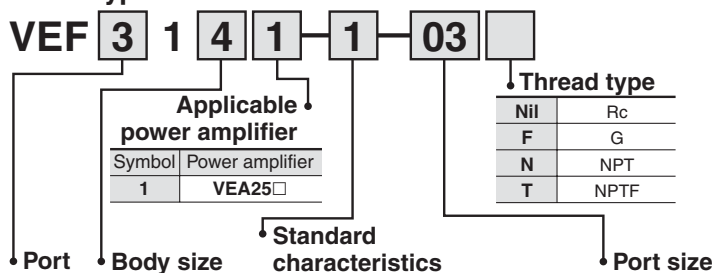 VEF 3 1 4 1 - 1 - 03
Thread type
Nil Rc
F G
N NPT
T NPTF
Applicable
power amplifier
Symbol Power amplifier
1 VEA25□
Port
Body size
Standard
characteristics
Port size